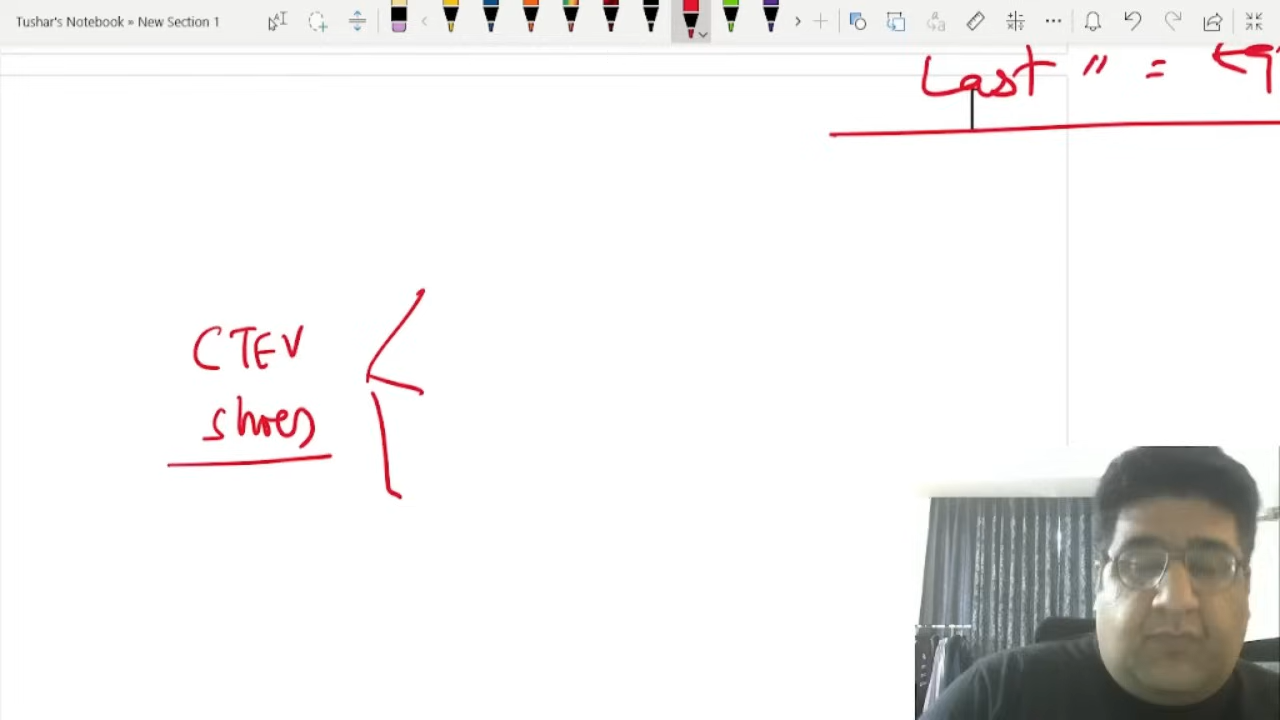 Tushar's Notebook » New Section 1
Last " =
CTEV
shoes